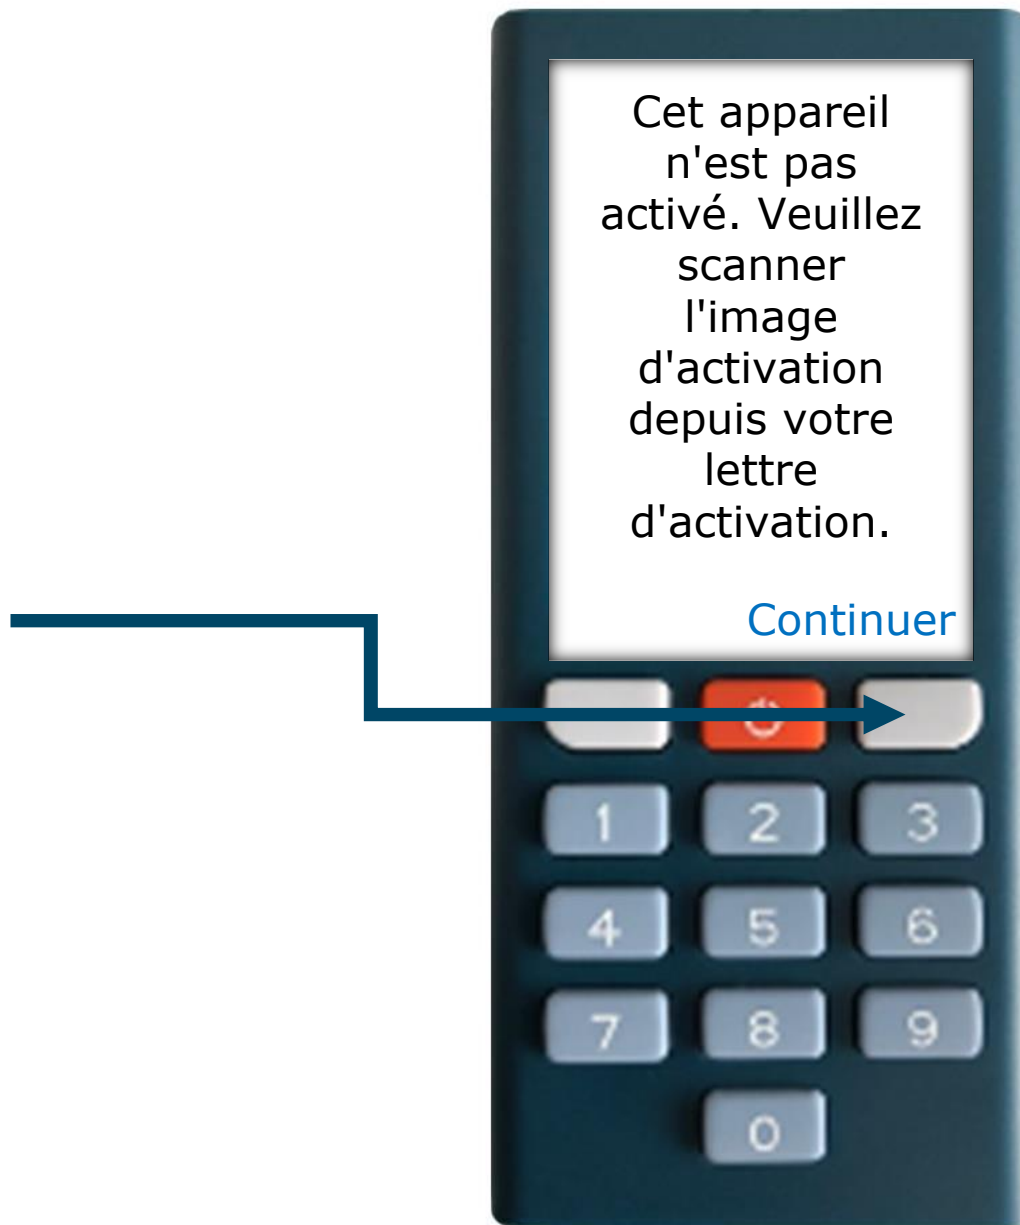 Cet appareil
n'est pas
activé. Veuillez
scanner
l'image
d'activation
depuis votre
lettre
d'activation.
Continuer
1 2 3
4 5 6
7 8 9
0